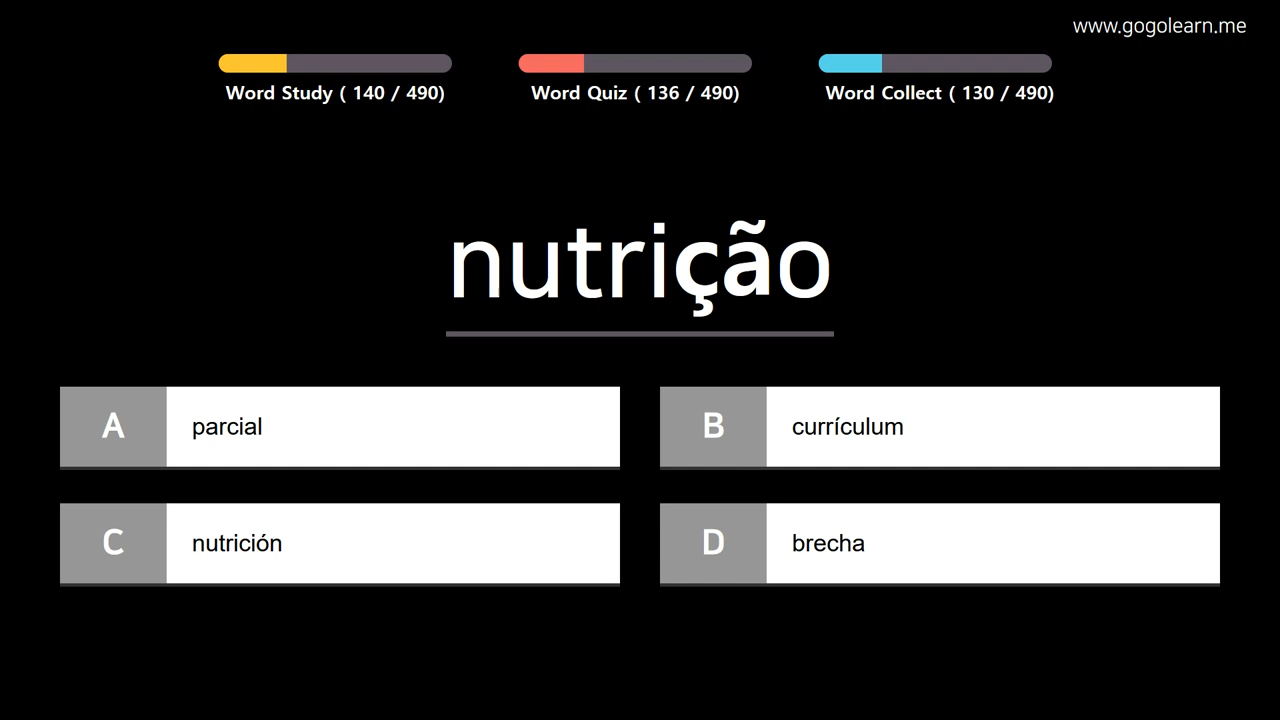 www.gogolearn.me
Word Study ( 140 / 490)
Word Quiz ( 136 / 490)
Word Collect ( 130 / 490)
nutrição
A parcial
B currículum
C nutrición
D brecha